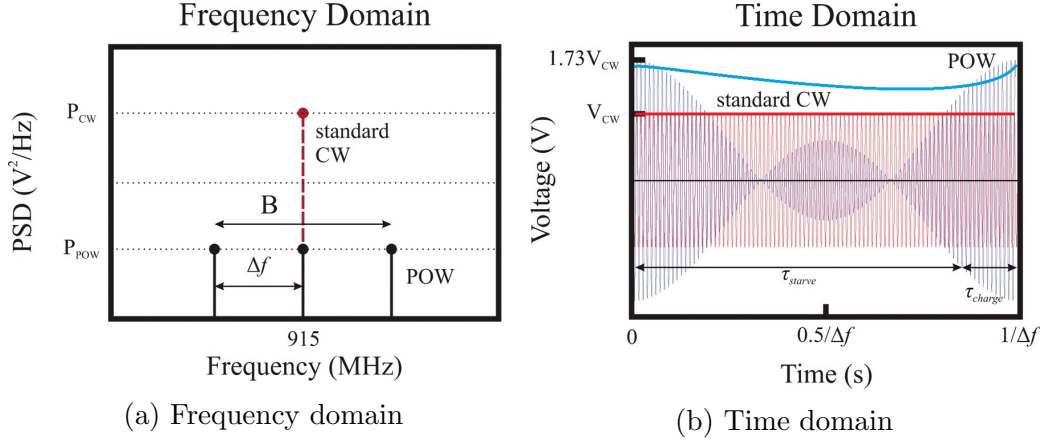 Frequency Domain
PSD (V²/Hz)
P_CW
P_POW
standard
CW
B
Δf
POW
915
Frequency (MHz)
(a) Frequency domain
Time Domain
Voltage (V)
1.73V_CW
V_CW
POW
standard CW
τ_starve
τ_charge
0
0.5/Δf
1/Δf
Time (s)
(b) Time domain